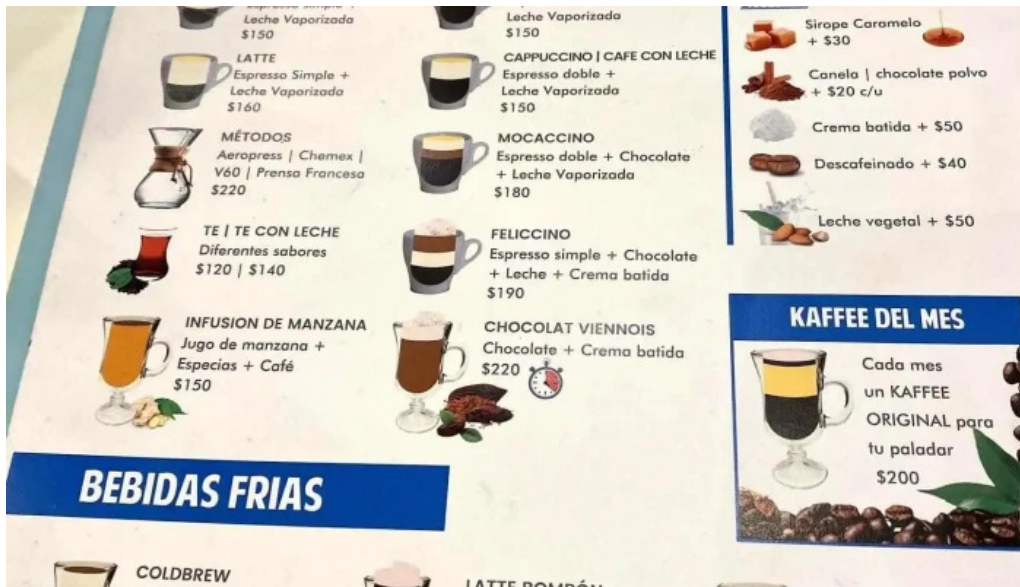 Espresso simple +
Leche Vaporizada
$150
LATTE
Espresso Simple +
Leche Vaporizada
$160
MÉTODOS
Aeropress | Chemex |
V60 | Prensa Francesa
$220
TE | TE CON LECHE
Diferentes sabores
$120 | $140
INFUSION DE MANZANA
Jugo de manzana +
Especias + Café
$150
Leche Vaporizada
$150
CAPPUCCINO | CAFE CON LECHE
Espresso doble +
Leche Vaporizada
$150
MOCACCINO
Espresso doble + Chocolate
+ Leche Vaporizada
$180
FELICCINO
Espresso simple + Chocolate
+ Leche + Crema batida
$190
CHOCOLAT VIENNOIS
Chocolate + Crema batida
$220
Sirope Caramelo
+ $30
Canela | chocolate polvo
+ $20 c/u
Crema batida + $50
Descafeinado + $40
Leche vegetal + $50
KAFFEE DEL MES
Cada mes
un KAFFEE
ORIGINAL para
tu paladar
$200
BEBIDAS FRIAS
COLDBREW
LATTE BOMBÓN